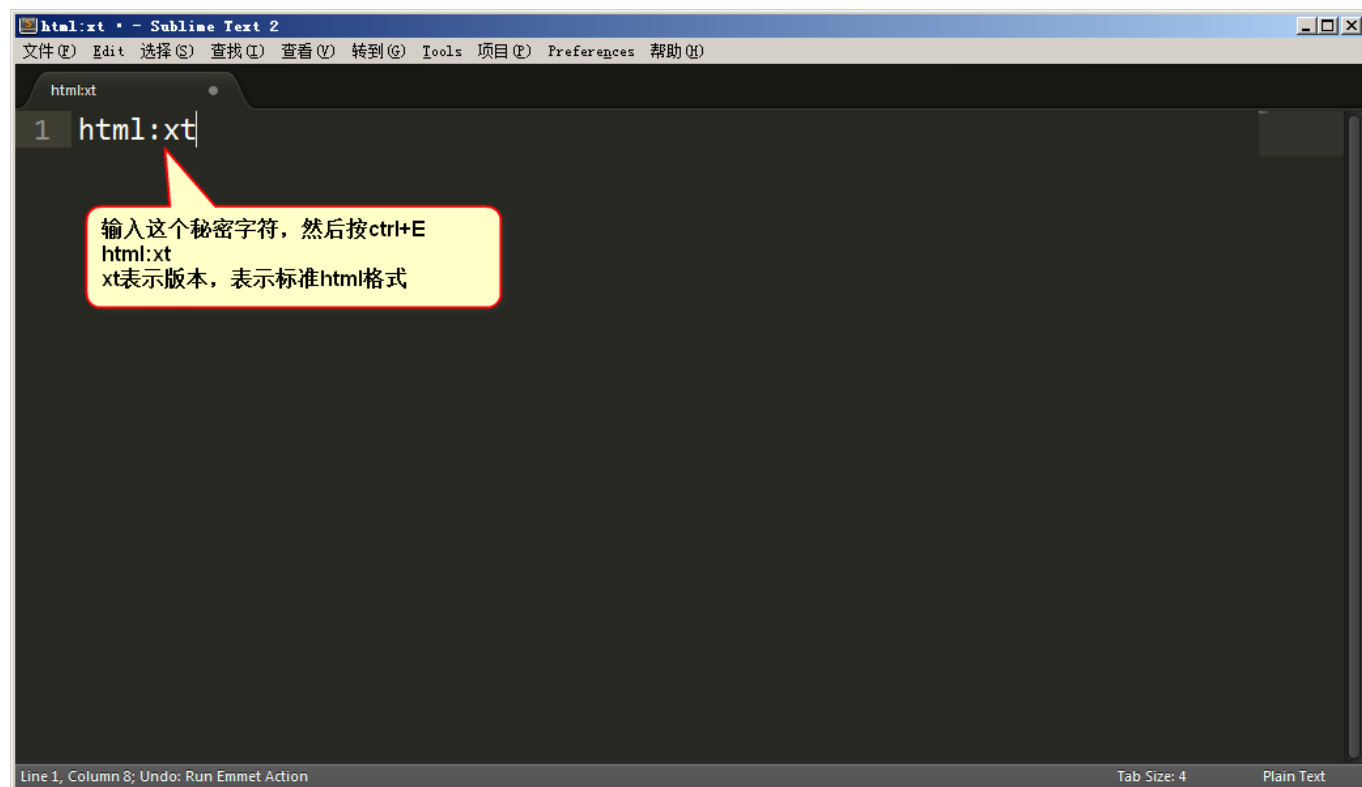 html:xt • - Sublime Text 2
文件(F) Edit 选择(S) 查找(I) 查看(V) 转到(G) Tools 项目(P) Preferences 帮助(H)
html:xt
1 html:xt
输入这个秘密字符，然后按ctrl+E
html:xt
xt表示版本，表示标准html格式
Line 1, Column 8; Undo: Run Emmet Action Tab Size: 4 Plain Text